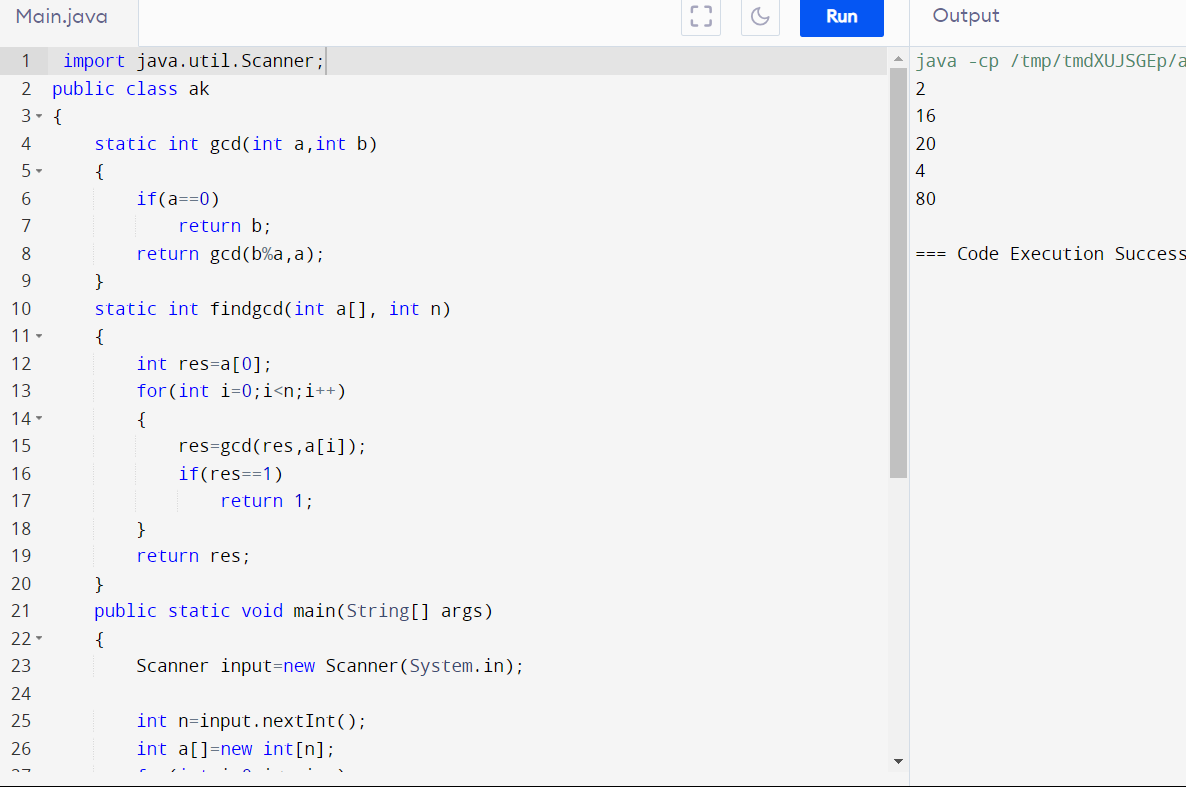 Main.java
Run
Output
1 import java.util.Scanner;
2 public class ak
3 {
4 static int gcd(int a,int b)
5 {
6 if(a==0)
7 return b;
8 return gcd(b%a,a);
9 }
10 static int findgcd(int a[], int n)
11 {
12 int res=a[0];
13 for(int i=0;i<n;i++)
14 {
15 res=gcd(res,a[i]);
16 if(res==1)
17 return 1;
18 }
19 return res;
20 }
21 public static void main(String[] args)
22 {
23 Scanner input=new Scanner(System.in);
24
25 int n=input.nextInt();
26 int a[]=new int[n];
java -cp /tmp/tmdXUJSGEp/a
2
16
20
4
80
=== Code Execution Success